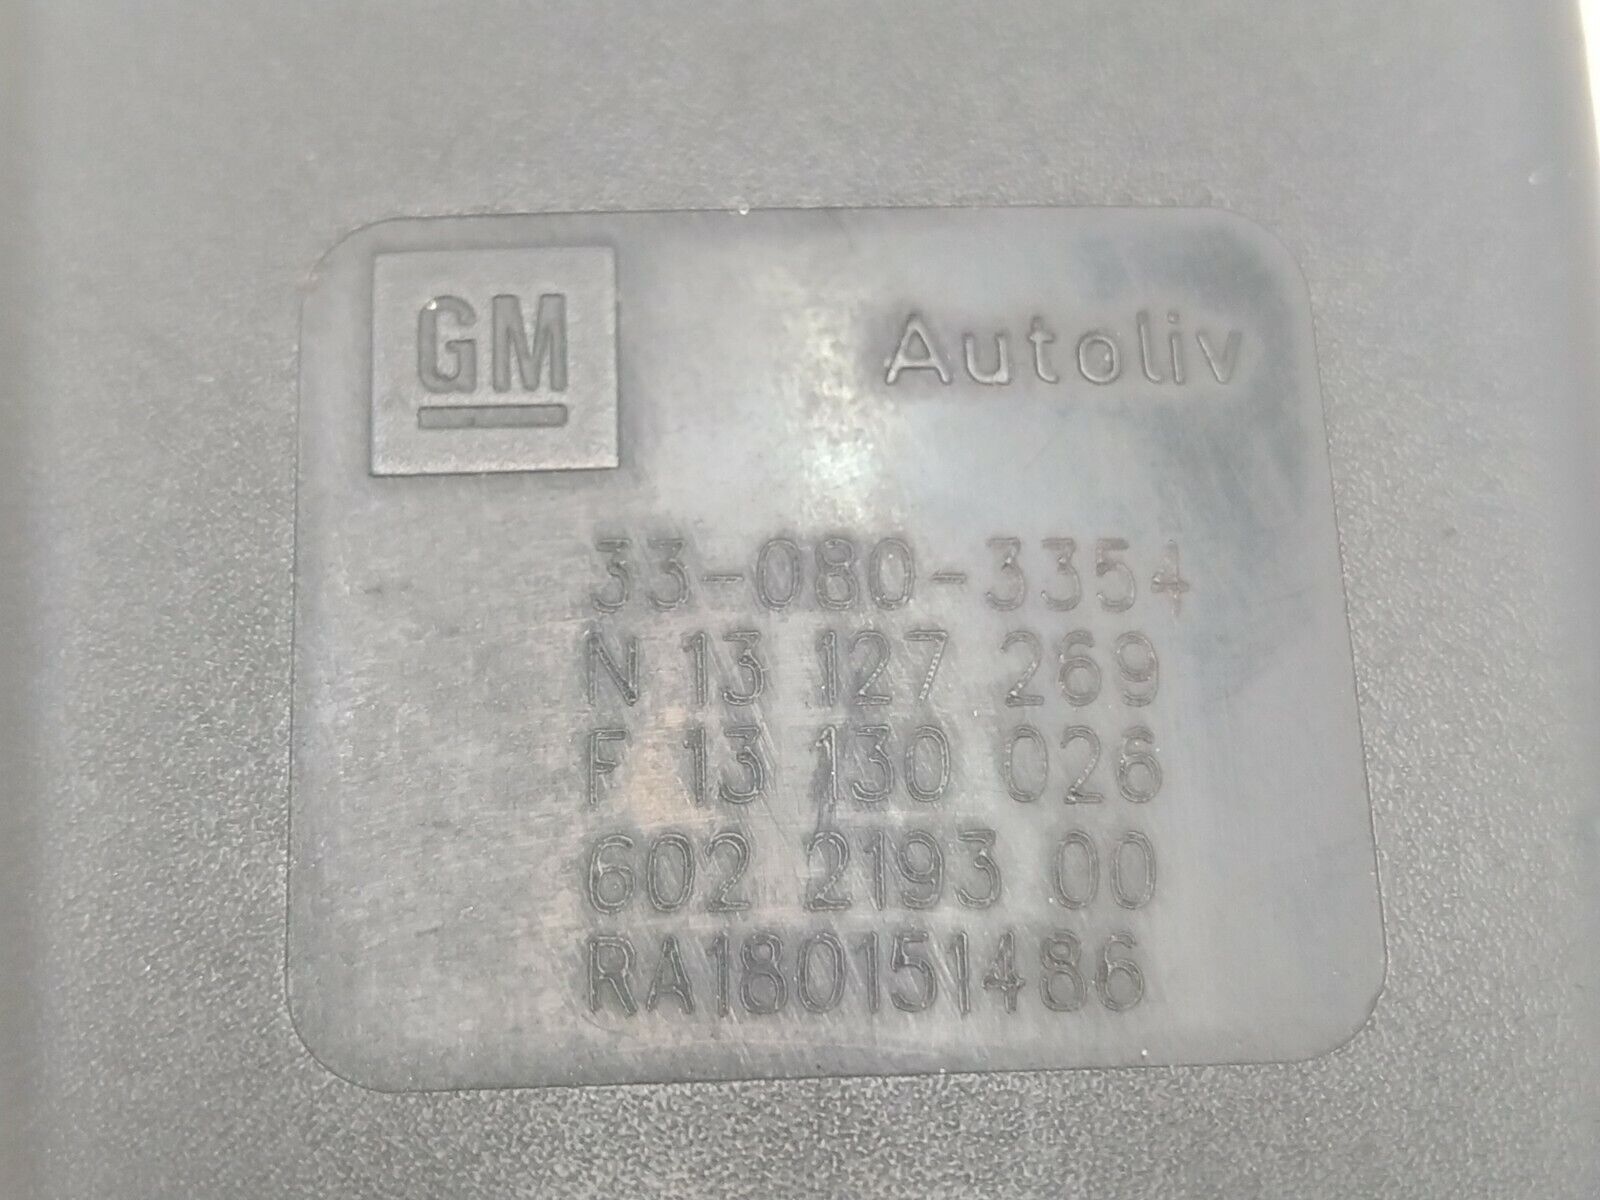 GM Autoliv
33-080-3354
N 13 127 269
F 13 130 026
602 2193 00
RA180151486